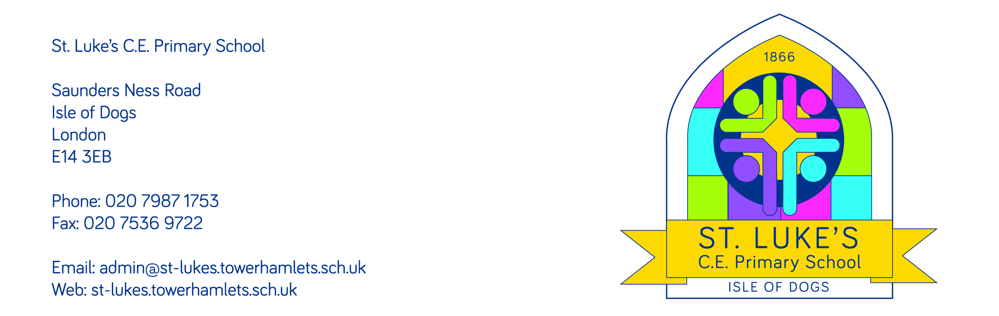 St. Luke’s C.E. Primary School
Saunders Ness Road
Isle of Dogs
London
E14 3EB
Phone: 020 7987 1753
Fax: 020 7536 9722
Email: admin@st-lukes.towerhamlets.sch.uk
Web: st-lukes.towerhamlets.sch.uk
1866
ST. LUKE’S
C.E. Primary School
ISLE OF DOGS